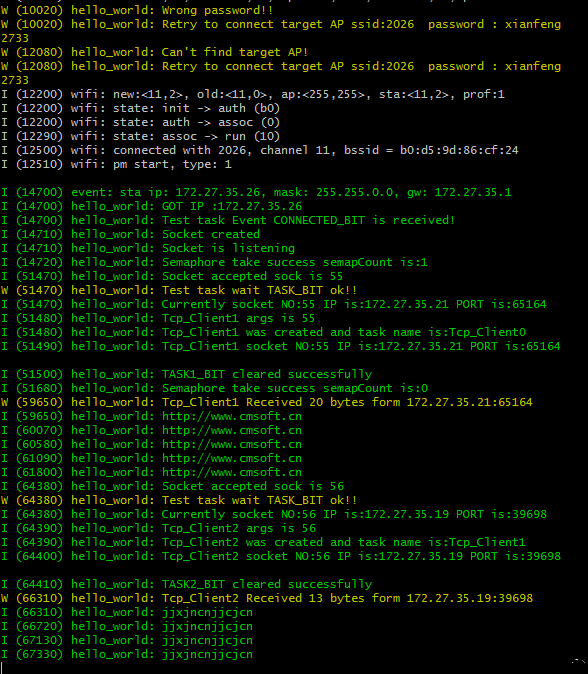 W (10020) hello_world: Wrong password!!
W (10020) hello_world: Retry to connect target AP ssid:2026  password : xianfeng
2733
W (12080) hello_world: Can't find target AP!
W (12080) hello_world: Retry to connect target AP ssid:2026  password : xianfeng
2733
I (12200) wifi: new:<11,2>, old:<11,0>, ap:<255,255>, sta:<11,2>, prof:1
I (12200) wifi: state: init -> auth (b0)
I (12200) wifi: state: auth -> assoc (0)
I (12290) wifi: state: assoc -> run (10)
I (12500) wifi: connected with 2026, channel 11, bssid = b0:d5:9d:86:cf:24
I (12510) wifi: pm start, type: 1
I (14700) event: sta ip: 172.27.35.26, mask: 255.255.0.0, gw: 172.27.35.1
I (14700) hello_world: GOT IP :172.27.35.26
I (14700) hello_world: Test task Event CONNECTED_BIT is received!
I (14710) hello_world: Socket created
I (14710) hello_world: Socket is listening
I (14720) hello_world: Semaphore take success semapCount is:1
I (51470) hello_world: Socket accepted sock is 55
W (51470) hello_world: Test task wait TASK_BIT ok!!
I (51470) hello_world: Currently socket NO:55 IP is:172.27.35.21 PORT is:65164
I (51480) hello_world: Tcp_Client1 args is 55
I (51480) hello_world: Tcp_Client1 was created and task name is:Tcp_Client0
I (51490) hello_world: Tcp_Client1 socket NO:55 IP is:172.27.35.21 PORT is:65164
I (51500) hello_world: TASK1_BIT cleared successfully
I (51680) hello_world: Semaphore take success semapCount is:0
W (59650) hello_world: Tcp_Client1 Received 20 bytes form 172.27.35.21:65164
I (59650) hello_world: http://www.cmsoft.cn
I (60070) hello_world: http://www.cmsoft.cn
I (60580) hello_world: http://www.cmsoft.cn
I (61090) hello_world: http://www.cmsoft.cn
I (61800) hello_world: http://www.cmsoft.cn
I (64380) hello_world: Socket accepted sock is 56
W (64380) hello_world: Test task wait TASK_BIT ok!!
I (64380) hello_world: Currently socket NO:56 IP is:172.27.35.19 PORT is:39698
I (64390) hello_world: Tcp_Client2 args is 56
I (64390) hello_world: Tcp_Client2 was created and task name is:Tcp_Client1
I (64400) hello_world: Tcp_Client2 socket NO:56 IP is:172.27.35.19 PORT is:39698
I (64410) hello_world: TASK2_BIT cleared successfully
W (66310) hello_world: Tcp_Client2 Received 13 bytes form 172.27.35.19:39698
I (66310) hello_world: jjxjncnjjcjcn
I (66720) hello_world: jjxjncnjjcjcn
I (67130) hello_world: jjxjncnjjcjcn
I (67330) hello_world: jjxjncnjjcjcn